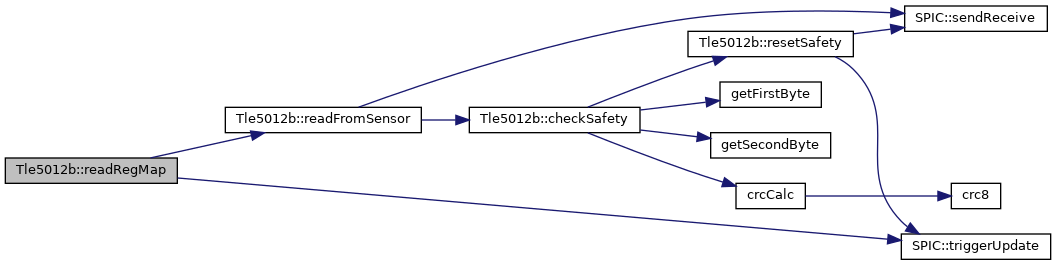 Tle5012b::readRegMap
Tle5012b::readFromSensor
Tle5012b::checkSafety
Tle5012b::resetSafety
getFirstByte
getSecondByte
crcCalc
SPIC::sendReceive
crc8
SPIC::triggerUpdate